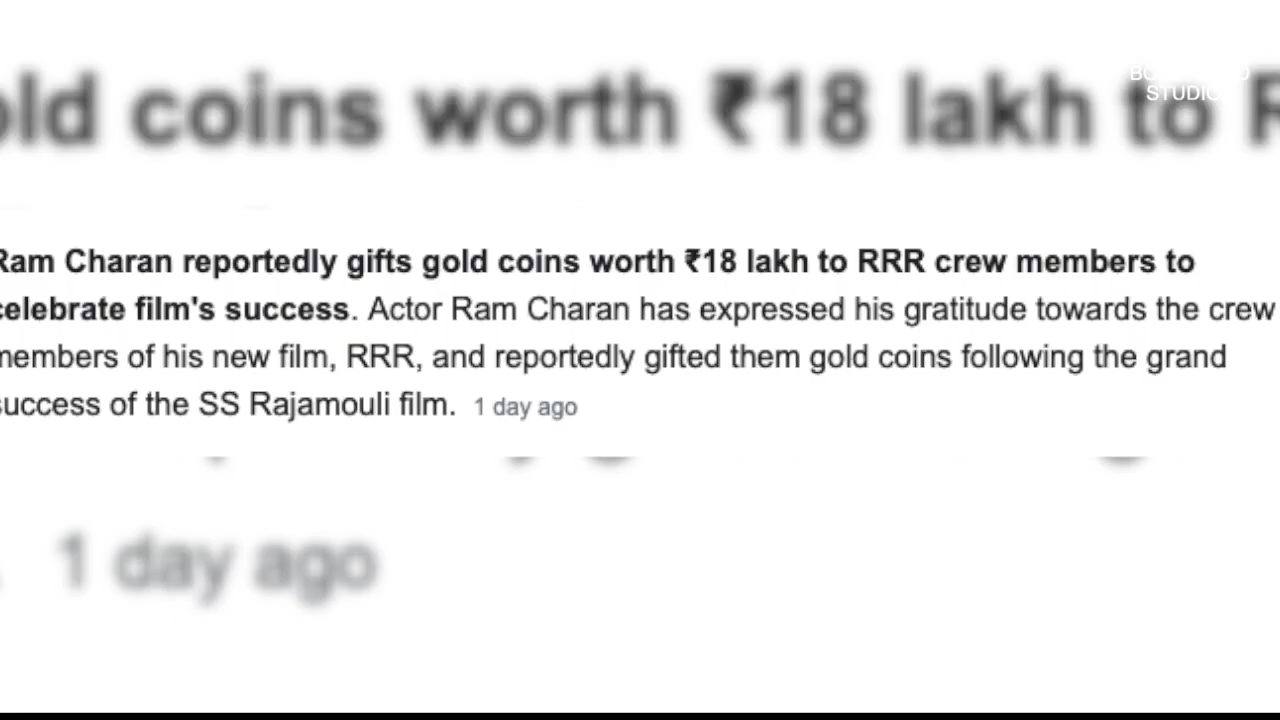 old coins worth ₹18 lakh to R
STUDIO
Ram Charan reportedly gifts gold coins worth ₹18 lakh to RRR crew members to
celebrate film's success. Actor Ram Charan has expressed his gratitude towards the crew
members of his new film, RRR, and reportedly gifted them gold coins following the grand
success of the SS Rajamouli film. 1 day ago
1 day ago